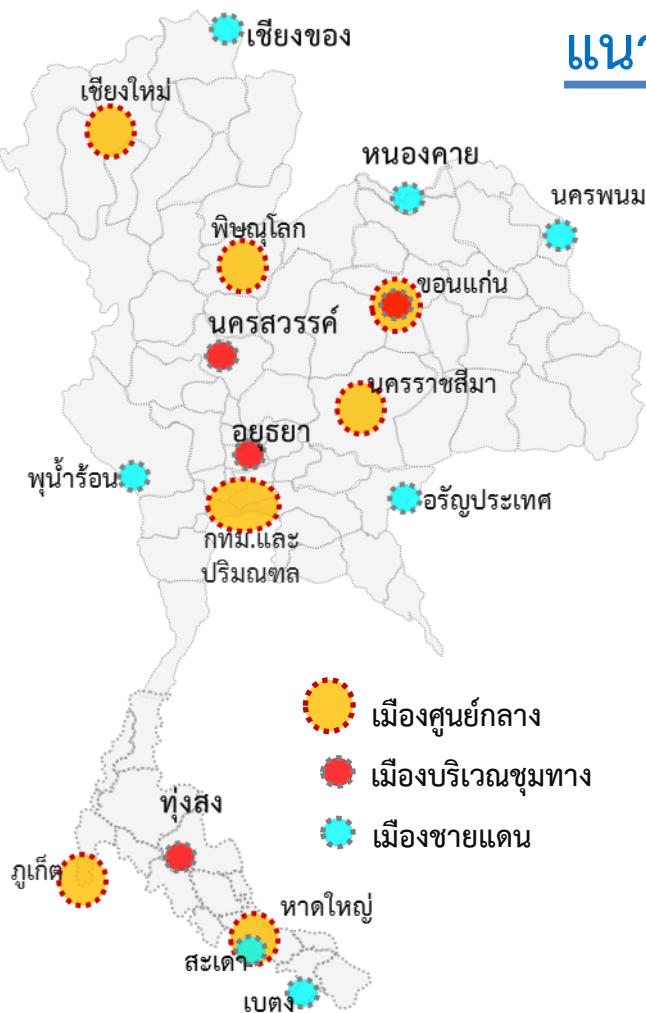 เชียงของ
แนว
เชียงใหม่
หนองคาย
นครพนม
พิษณุโลก
ขอนแก่น
นครสวรรค์
นครราชสีมา
อยุธยา
พุน้ำร้อน
อรัญประเทศ
กทม.และ
ปริมณฑล
เมืองศูนย์กลาง
เมืองบริเวณชุมทาง
เมืองชายแดน
ทุ่งสง
ภูเก็ต
หาดใหญ่
สะเดา
เบตง